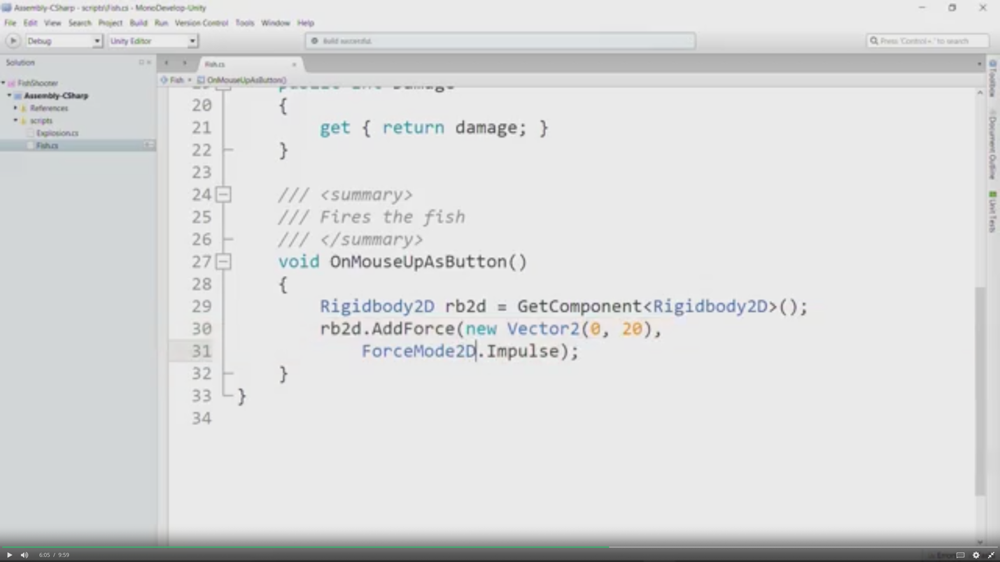 Assembly-CSharp - scripts\Fish.cs - MonoDevelop-Unity
File Edit View Search Project Build Run Version Control Tools Window Help
Debug Unity Editor Build successful. Press 'Control+,' to search
Solution
Fish.cs
FishShooter
Assembly-CSharp
References
scripts
Explosion.cs
Fish.cs
Fish OnMouseUpAsButton()
public int Damage
20 {
21 get { return damage; }
22 }
23
24 /// <summary>
25 /// Fires the fish
26 /// </summary>
27 void OnMouseUpAsButton()
28 {
29 Rigidbody2D rb2d = GetComponent<Rigidbody2D>();
30 rb2d.AddForce(new Vector2(0, 20),
31 ForceMode2D.Impulse);
32 }
33 }
34
Toolbox
Document Outline
Unit Tests
6:05 / 9:59